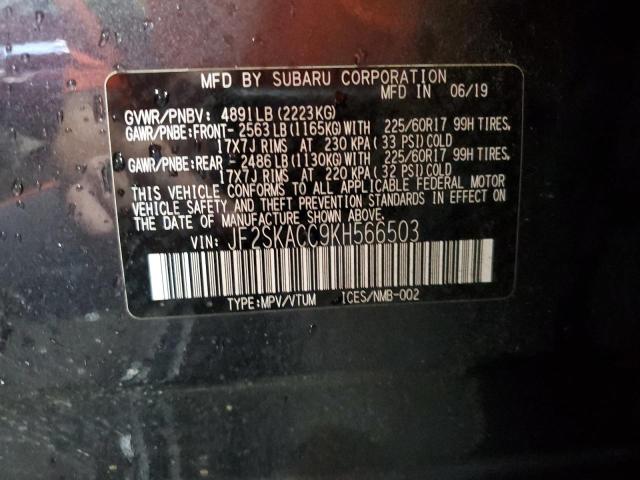 MFD BY SUBARU CORPORATION
MFD IN 06/19
GVWR/PNBV: 4891LB(2223KG)
GAWR/PNBE:FRONT-2563LB(1165KG)WITH 225/60R17 99H TIRES,
17X7J RIMS AT 230 KPA(33 PSI)COLD
GAWR/PNBE:REAR -2486LB(1130KG)WITH 225/60R17 99H TIRES,
17X7J RIMS AT 220 KPA(32 PSI)COLD
THIS VEHICLE CONFORMS TO ALL APPLICABLE FEDERAL MOTOR
VEHICLE SAFETY AND THEFT PREVENTION STANDARDS IN EFFECT ON
THE DATE OF MANUFACTURE SHOWN ABOVE.
VIN: JF2SKACC9KH566503
TYPE:MPV/VTUM ICES/NMB-002